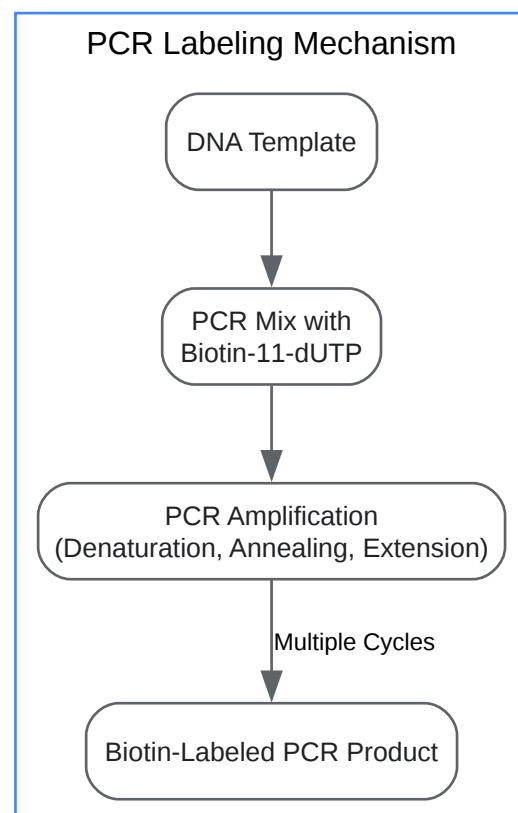 PCR Labeling Mechanism
DNA Template
PCR Mix with
Biotin-11-dUTP
PCR Amplification
(Denaturation, Annealing, Extension)
Multiple Cycles
Biotin-Labeled PCR Product